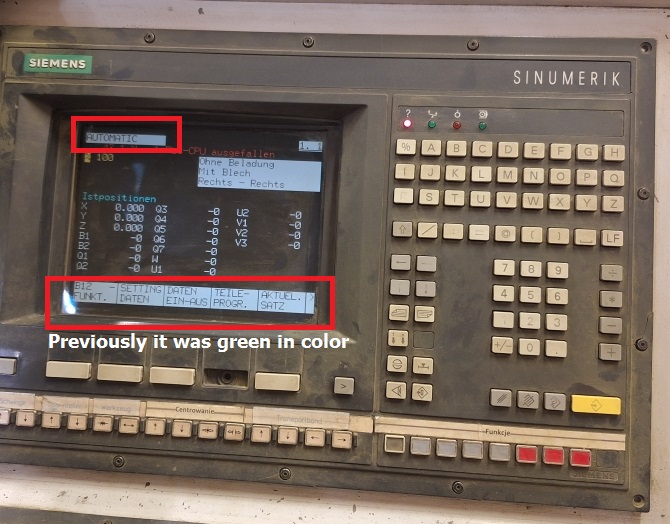 SIEMENS
SINUMERIK
AUTOMATIC
-CPU ausgefallen
100
Ohne Beladung
Mit Blech
Rechts - Rechts
Istpositionen
X 0.000 Q3 -0 U2 -0
Y 0.000 Q4 -0 V1 -0
Z 0.000 Q5 -0 V2 -0
B1 -0 Q6 -0 V3 -0
B2 -0 Q7 -0
Q1 -0 W -0
Q2 -0 U1 -0
SETTING DATEN TEILE- AKTUEL.
FUNKT. DATEN EIN-AUS PROGR. SATZ
Previously it was green in color
?
% A B C D E F G H
I J K L M N O P Q
R S T U V W X Y Z
LF
7 8 9
4 5 6
1 2 3
+/- 0 .
>
Centrowanie
Funkcje